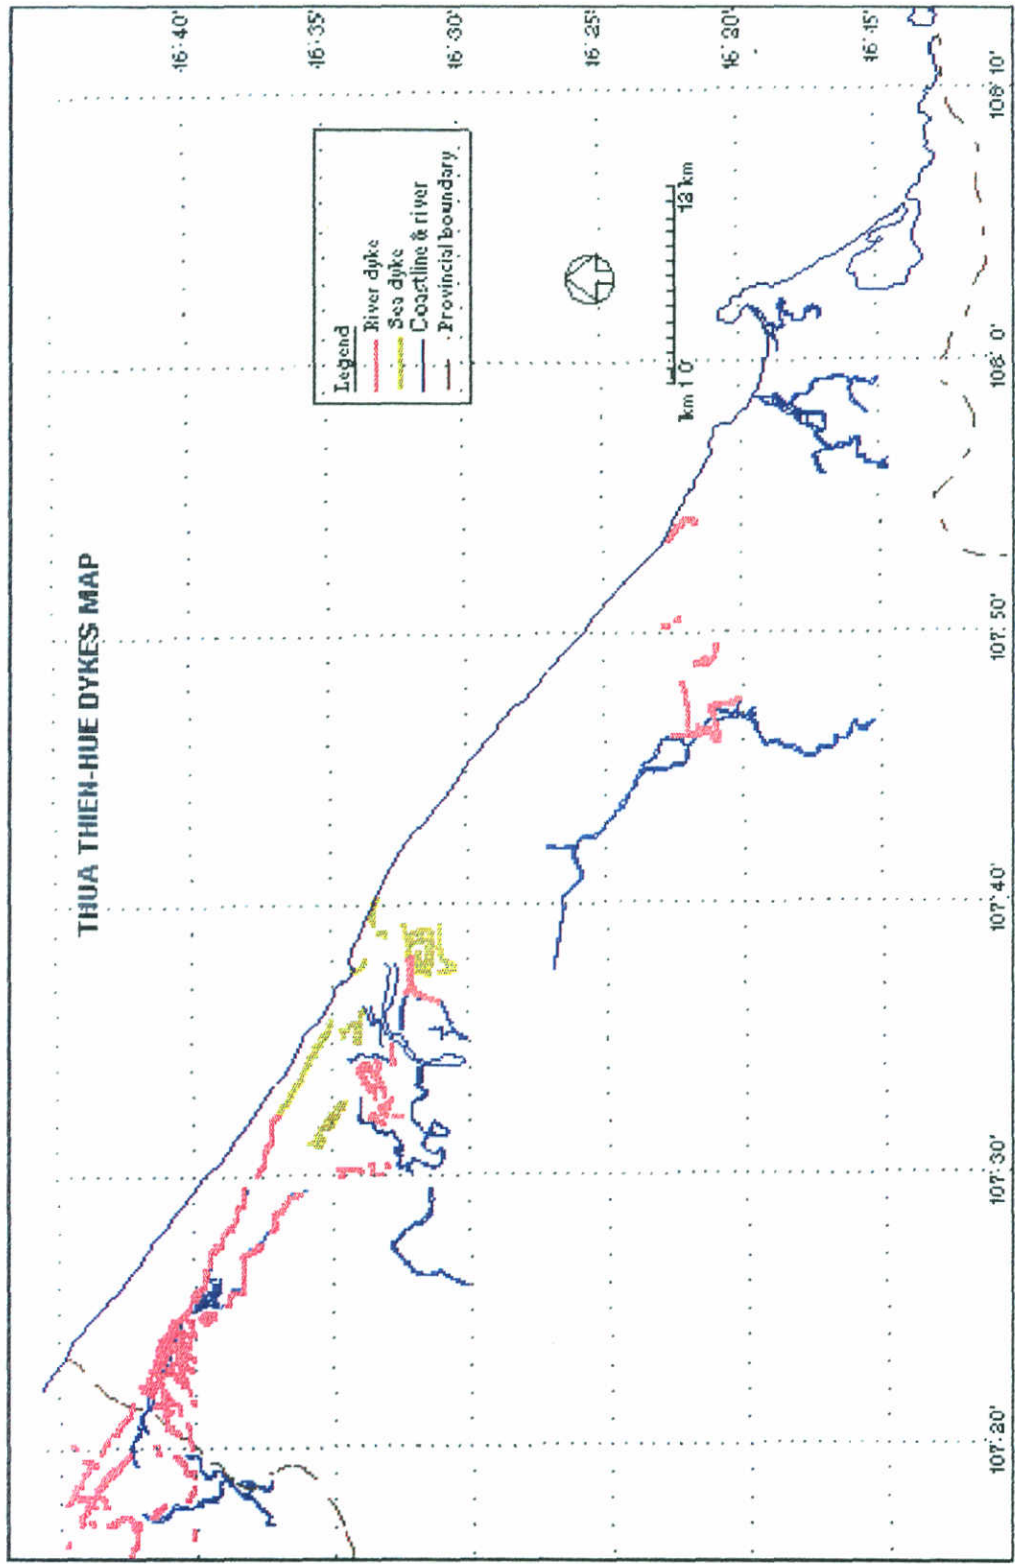 THUA THIEN-HUE DYKES MAP
16°40'
16°35'
16°30'
16°25'
16°20'
16°15'
Legend
River dyke
Sea dyke
Coastline & river
Provincial boundary
km 1 0
12 km
107°20'
107°30'
107°40'
107°50'
108°0'
108°10'